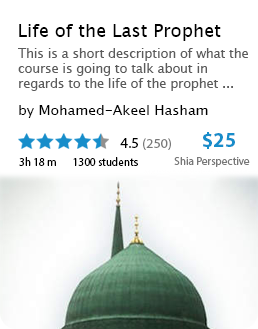 Life of the Last Prophet
This is a short description of what the
course is going to talk about in
regards to the life of the prophet ...
by Mohamed-Akeel Hasham
4.5 (250) $25
3h 18 m 1300 students Shia Perspective